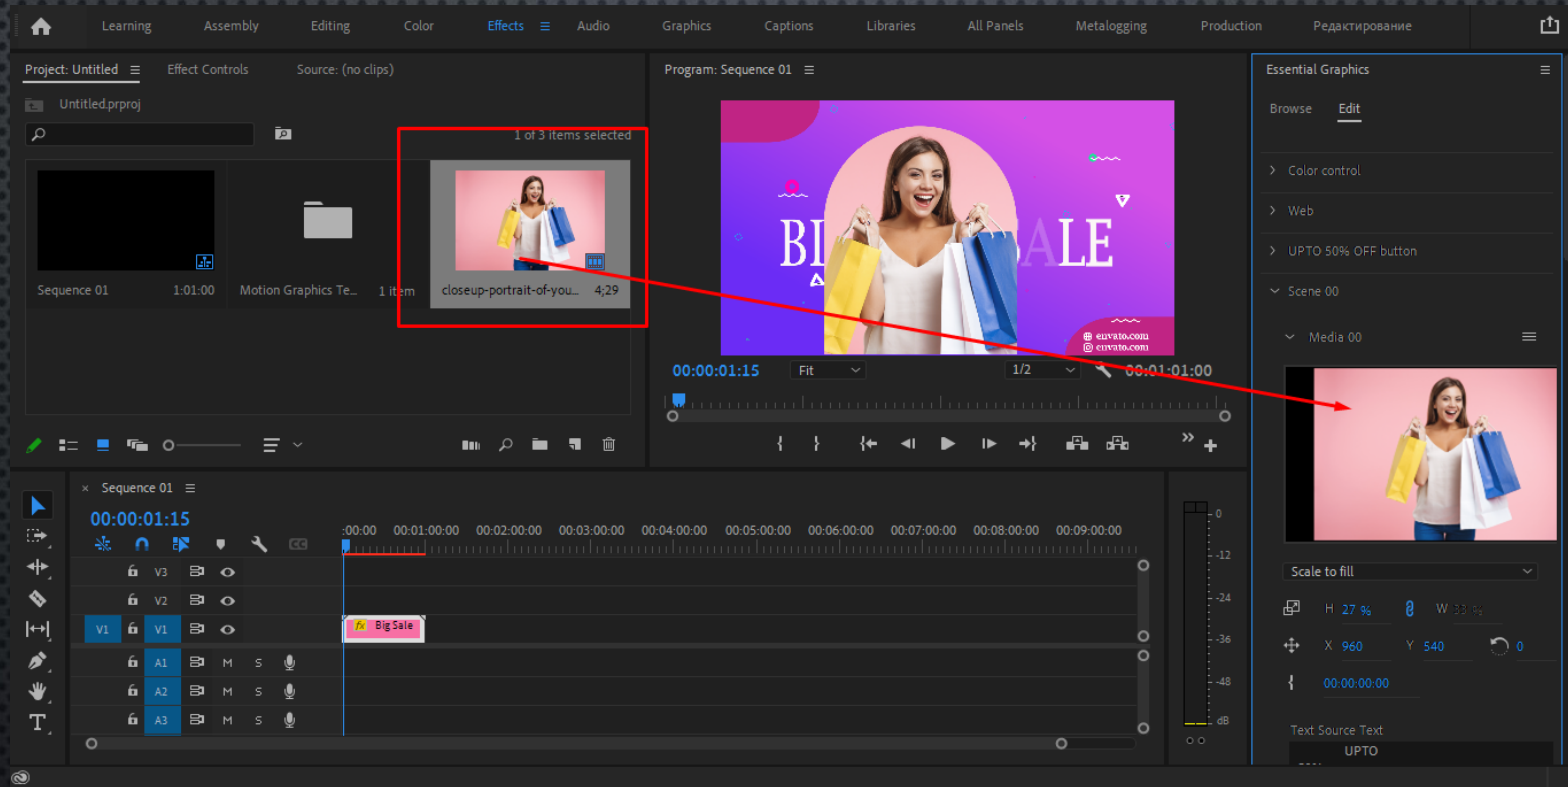 Learning Assembly Editing Color Effects Audio Graphics Captions Libraries All Panels Metalogging Production Редактирование
Project: Untitled Effect Controls Source: (no clips)
Untitled.prproj
1 of 3 items selected
Sequence 01 1:01:00
Motion Graphics Te... 1 item
closeup-portrait-of-you... 4;29
Program: Sequence 01
ALE
envato.com
envato.com
00:00:01:15 Fit 1/2 00:01:01:00
Essential Graphics
Browse Edit
Color control
Web
UPTO 50% OFF button
Scene 00
Media 00
Scale to fill
H 27 % W 33 %
X 960 Y 540 0
00:00:00:00
Text Source Text
UPTO
× Sequence 01
00:00:01:15
:00:00 00:01:00:00 00:02:00:00 00:03:00:00 00:04:00:00 00:05:00:00 00:06:00:00 00:07:00:00 00:08:00:00 00:09:00:00
V3
V2
V1 V1 fx Big Sale
A1 M S
A2 M S
A3 M S
0
-12
-24
-36
-48
dB